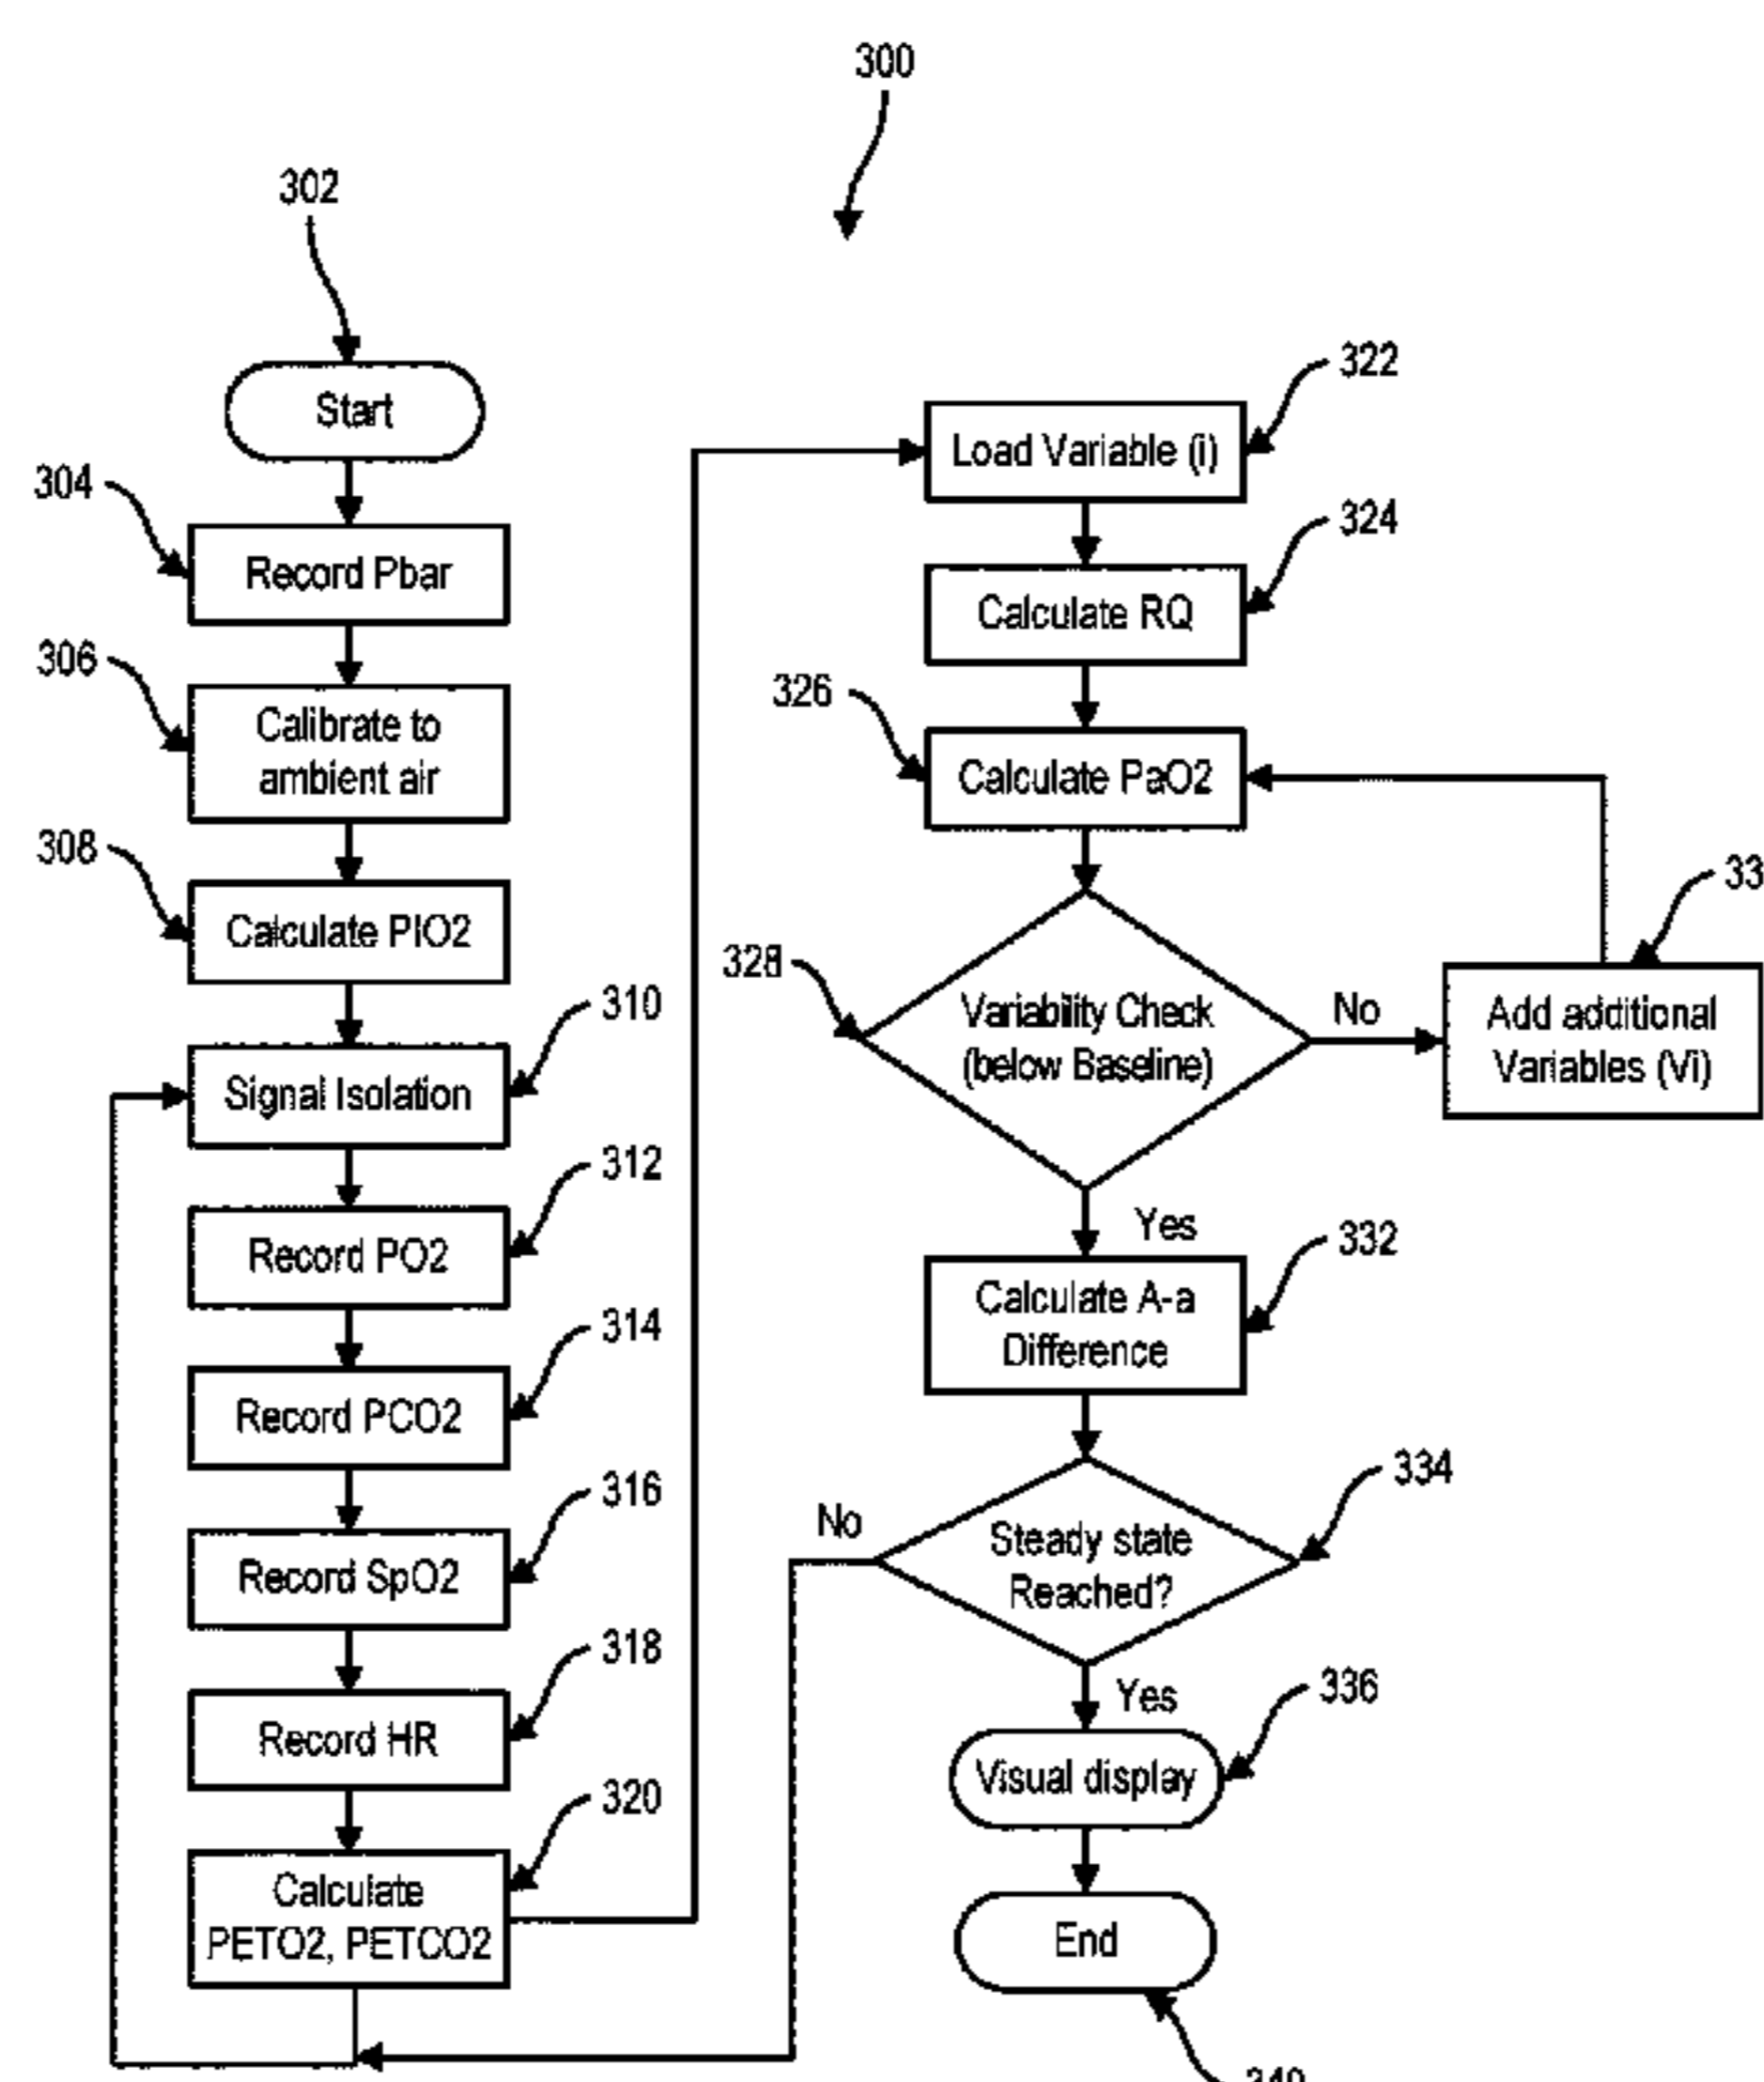 300
302
Start
304
Record Pbar
306
Calibrate to
ambient air
308
Calculate PIO2
310
Signal Isolation
312
Record PO2
314
Record PCO2
316
Record SpO2
318
Record HR
320
Calculate
PETO2, PETCO2
322
Load Variable (i)
324
Calculate RQ
326
Calculate PaO2
328
Variability Check
(below Baseline)
No
33
Add additional
Variables (Vi)
Yes
332
Calculate A-a
Difference
334
No
Steady state
Reached?
Yes
336
Visual display
End